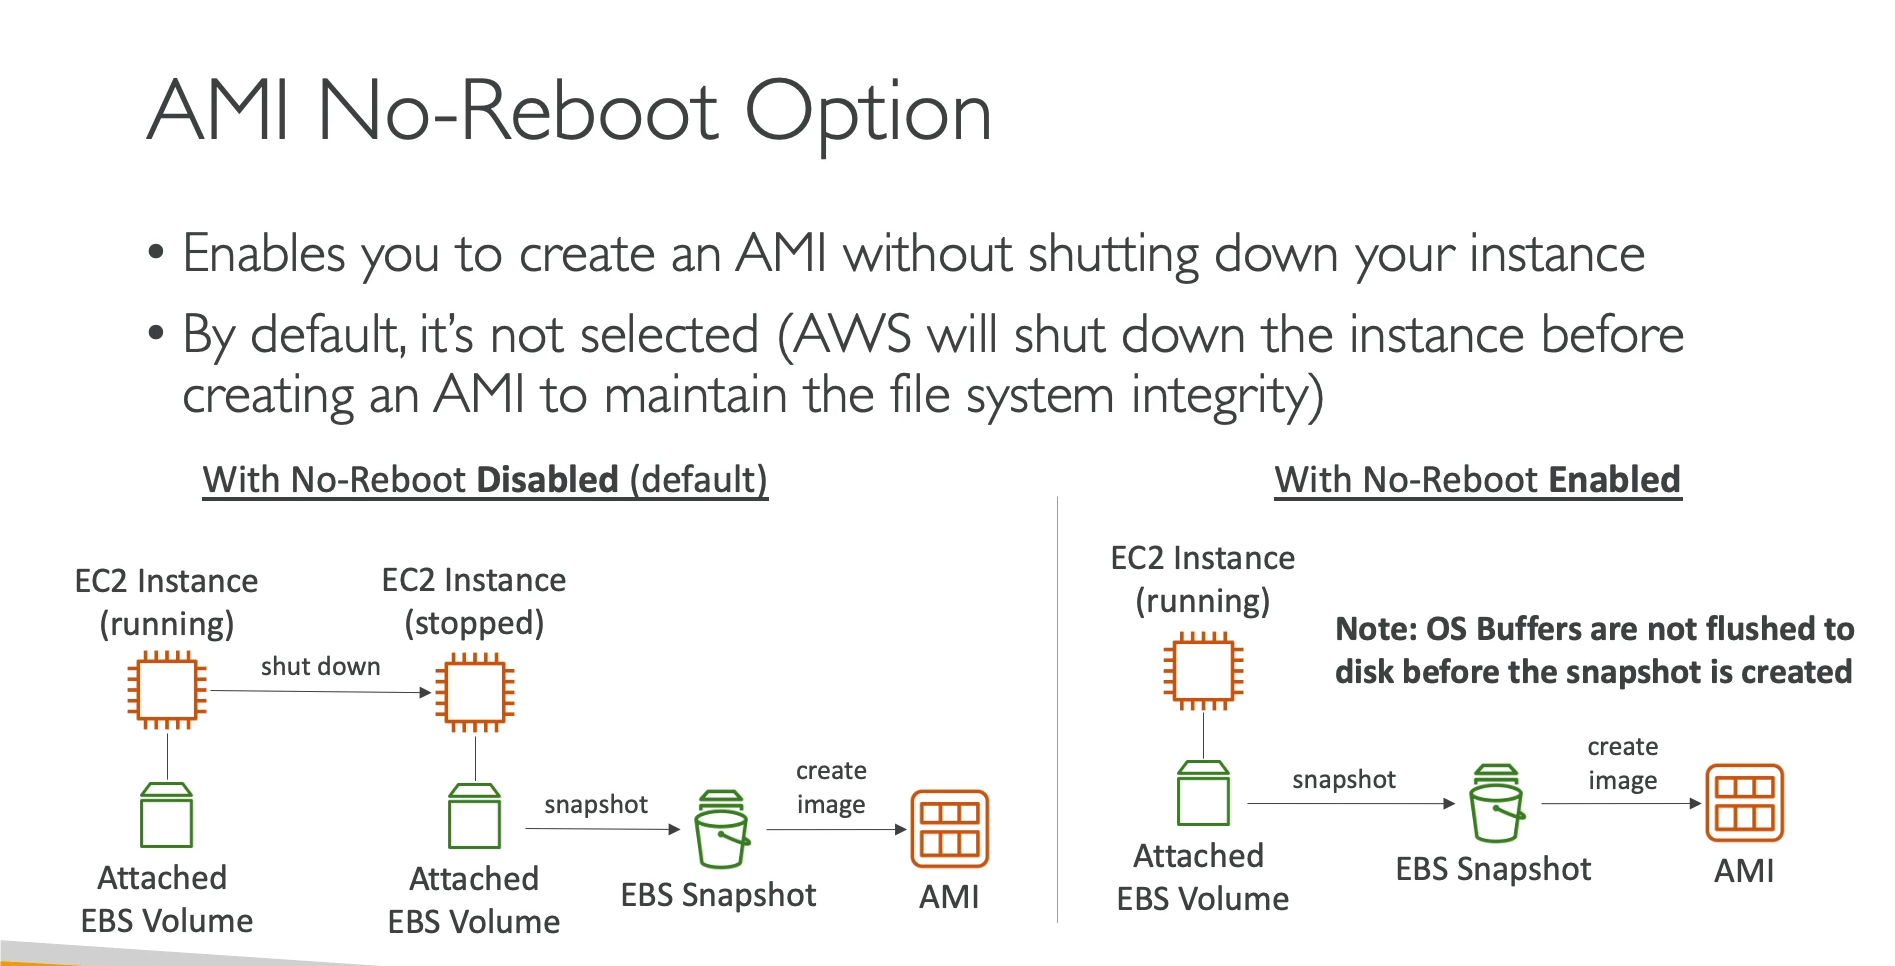 AMI No-Reboot Option
• Enables you to create an AMI without shutting down your instance
• By default, it's not selected (AWS will shut down the instance before
creating an AMI to maintain the file system integrity)
With No-Reboot Disabled (default)
EC2 Instance
(running)
shut down
EC2 Instance
(stopped)
Attached
EBS Volume
Attached
EBS Volume
snapshot
EBS Snapshot
create
image
AMI
With No-Reboot Enabled
EC2 Instance
(running)
Note: OS Buffers are not flushed to
disk before the snapshot is created
Attached
EBS Volume
snapshot
EBS Snapshot
create
image
AMI